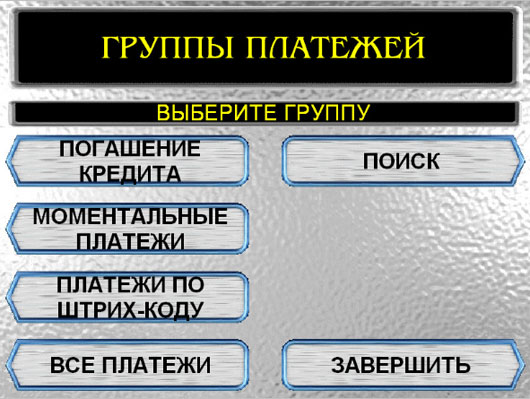 ГРУППЫ ПЛАТЕЖЕЙ
ВЫБЕРИТЕ ГРУППУ
ПОГАШЕНИЕ
КРЕДИТА
ПОИСК
МОМЕНТАЛЬНЫЕ
ПЛАТЕЖИ
ПЛАТЕЖИ ПО
ШТРИХ-КОДУ
ВСЕ ПЛАТЕЖИ
ЗАВЕРШИТЬ